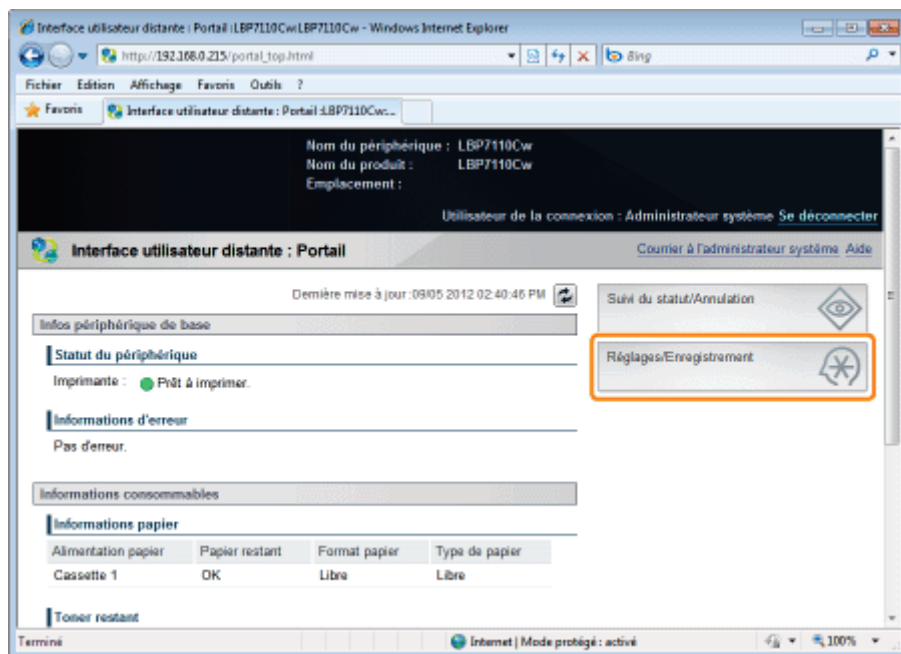 Interface utilisateur distante : Portail :LBP7110Cw:LBP7110Cw - Windows Internet Explorer
http://192.168.0.215/portal_top.html
Bing
Fichier Edition Affichage Favoris Outils ?
Favoris Interface utilisateur distante : Portail :LBP7110Cw:...
Nom du périphérique : LBP7110Cw
Nom du produit : LBP7110Cw
Emplacement :
Utilisateur de la connexion : Administrateur système Se déconnecter
Interface utilisateur distante : Portail
Courrier à l'administrateur système Aide
Dernière mise à jour :09/05 2012 02:40:46 PM
Suivi du statut/Annulation
Infos périphérique de base
Statut du périphérique
Réglages/Enregistrement
Imprimante : Prêt à imprimer.
Informations d'erreur
Pas d'erreur.
Informations consommables
Informations papier
Alimentation papier Papier restant Format papier Type de papier
Cassette 1 OK Libre Libre
Toner restant
Terminé Internet | Mode protégé : activé 100%